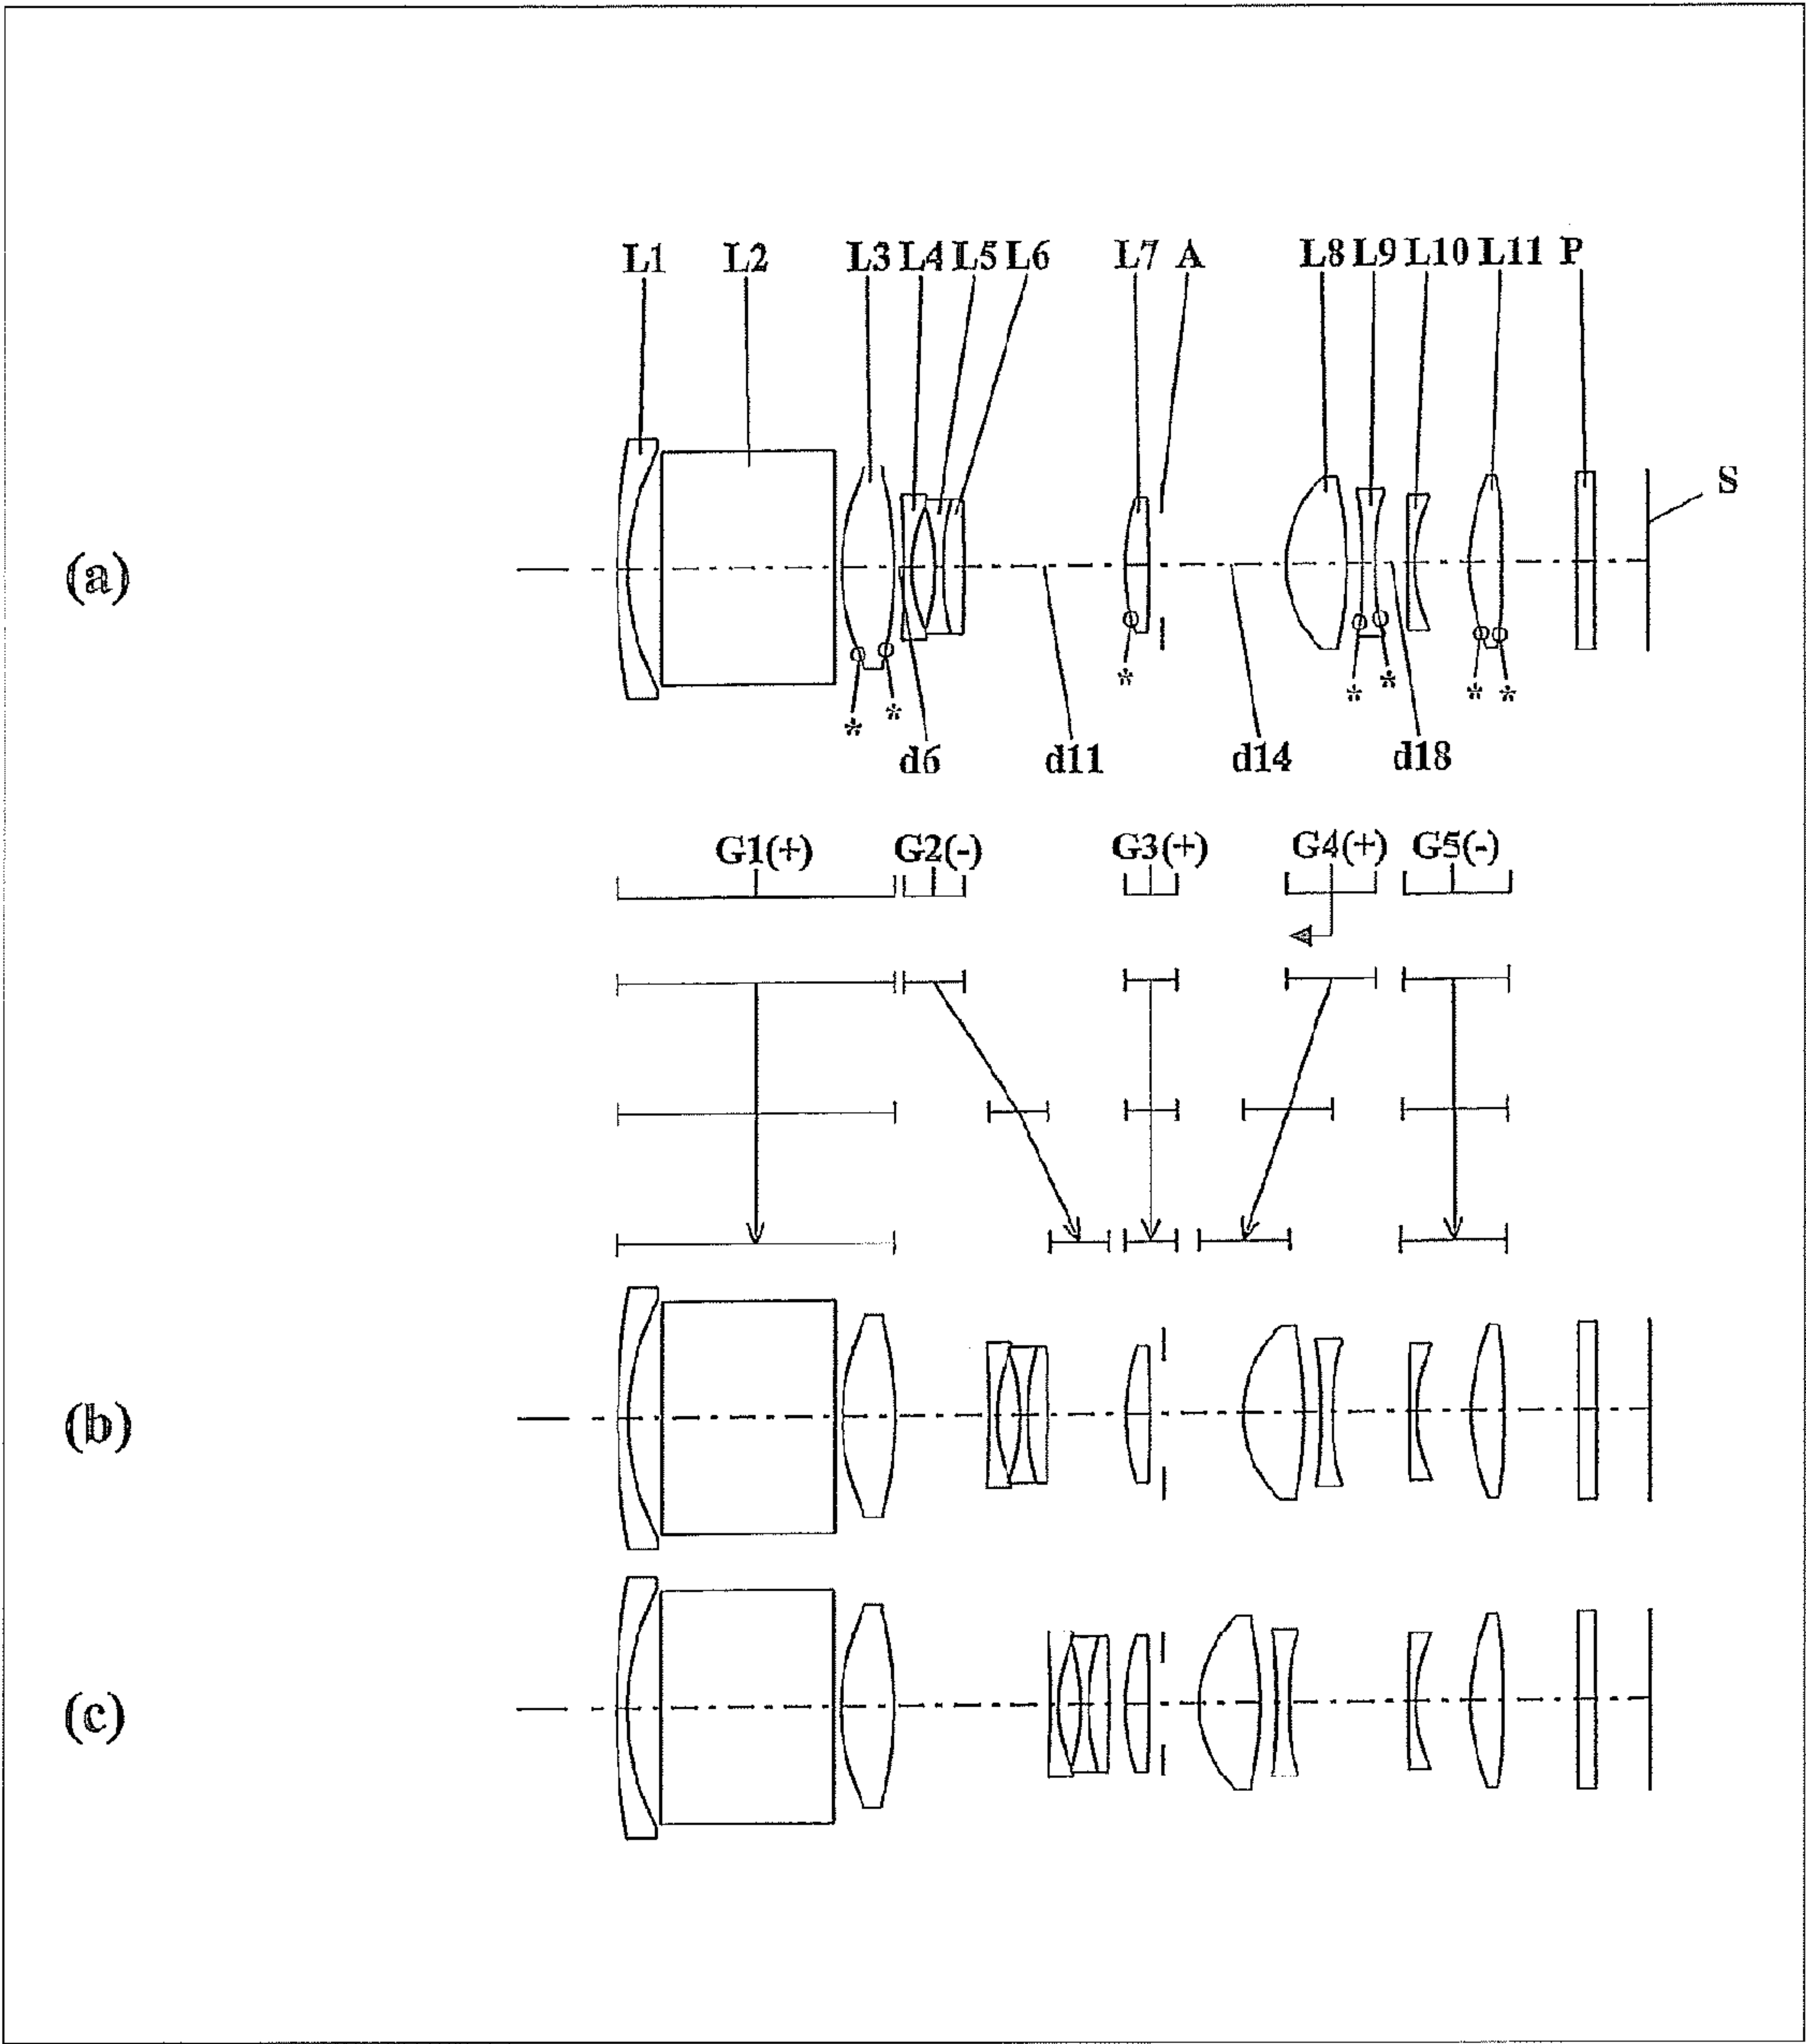 L1 L2 L3 L4 L5 L6 L7 A L8 L9 L10 L11 P
S
(a)
* * * * * * *
d6 d11 d14 d18
G1(+) G2(-) G3(+) G4(+) G5(-)
(b)
(c)